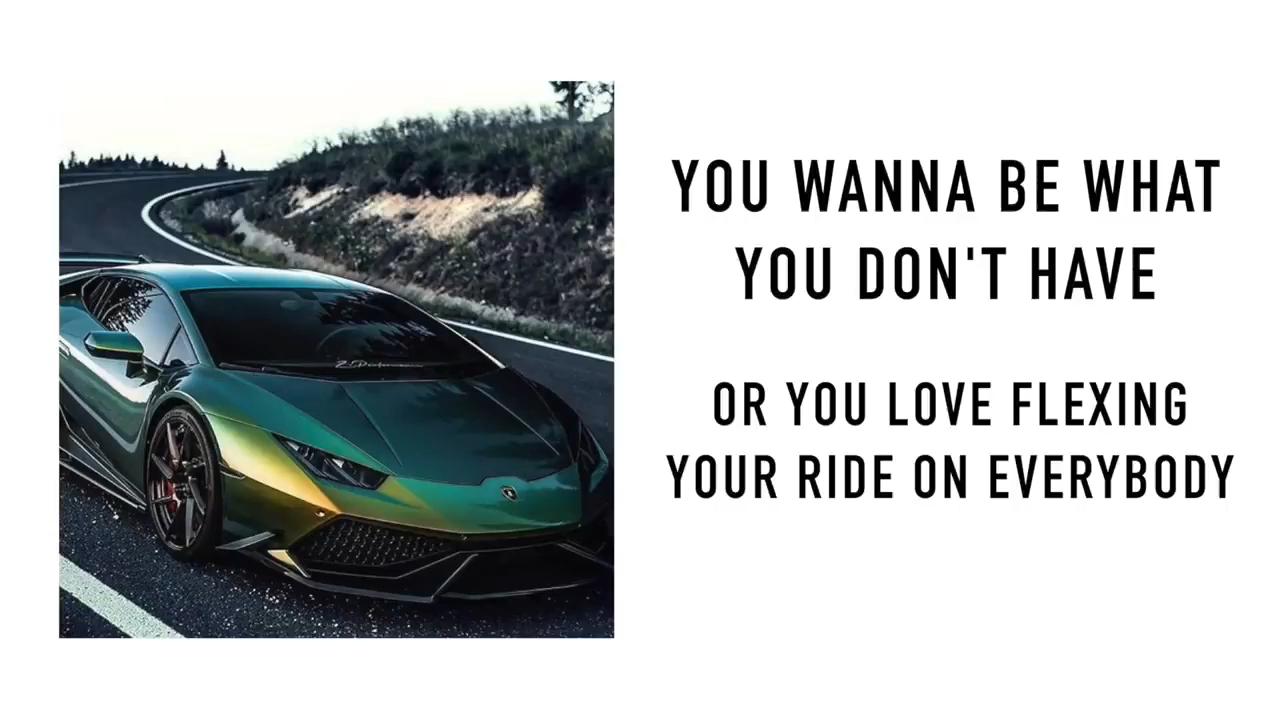 YOU WANNA BE WHAT
YOU DON'T HAVE
OR YOU LOVE FLEXING
YOUR RIDE ON EVERYBODY